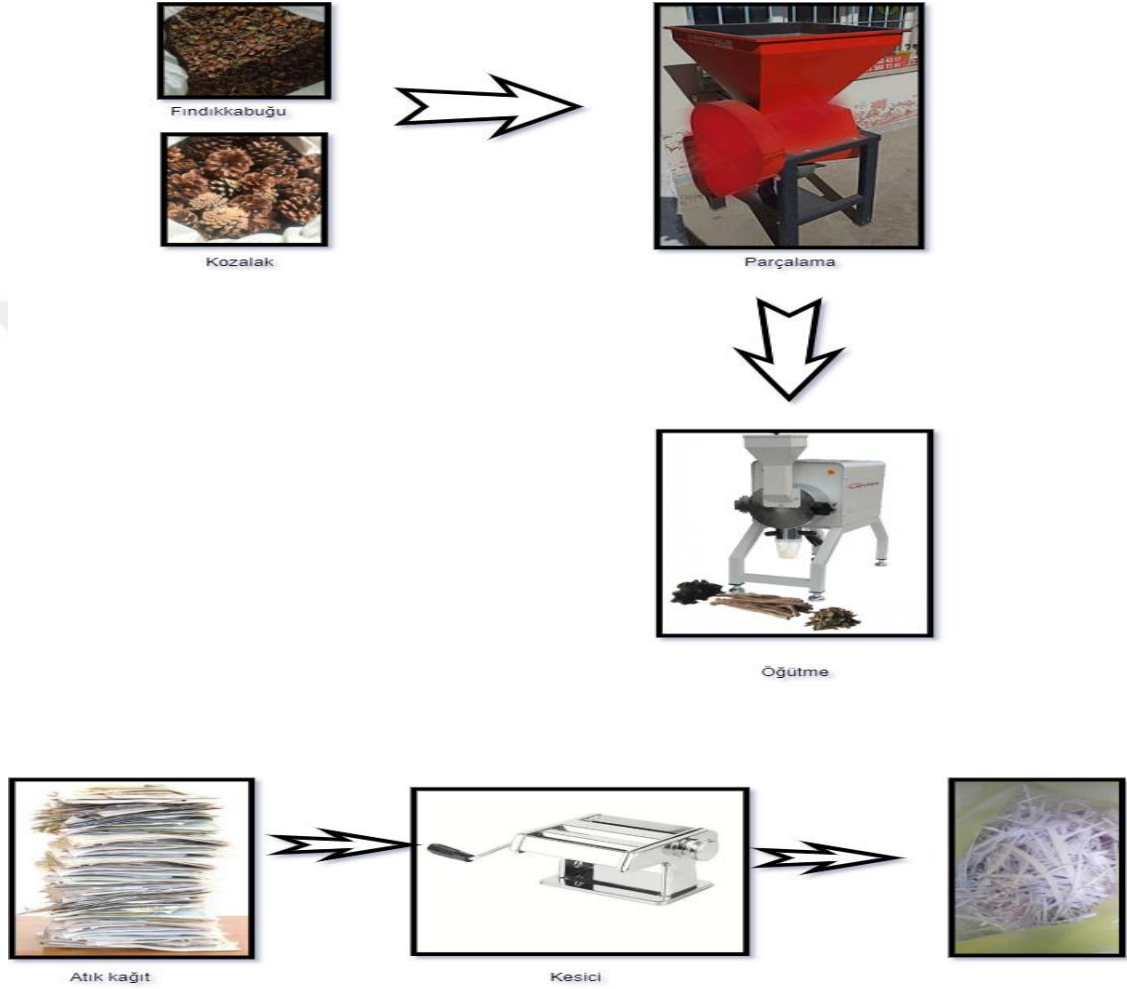 Fındıkkabuğu
Kozalak
Parçalama
Öğütme
Atık kağıt
Kesici